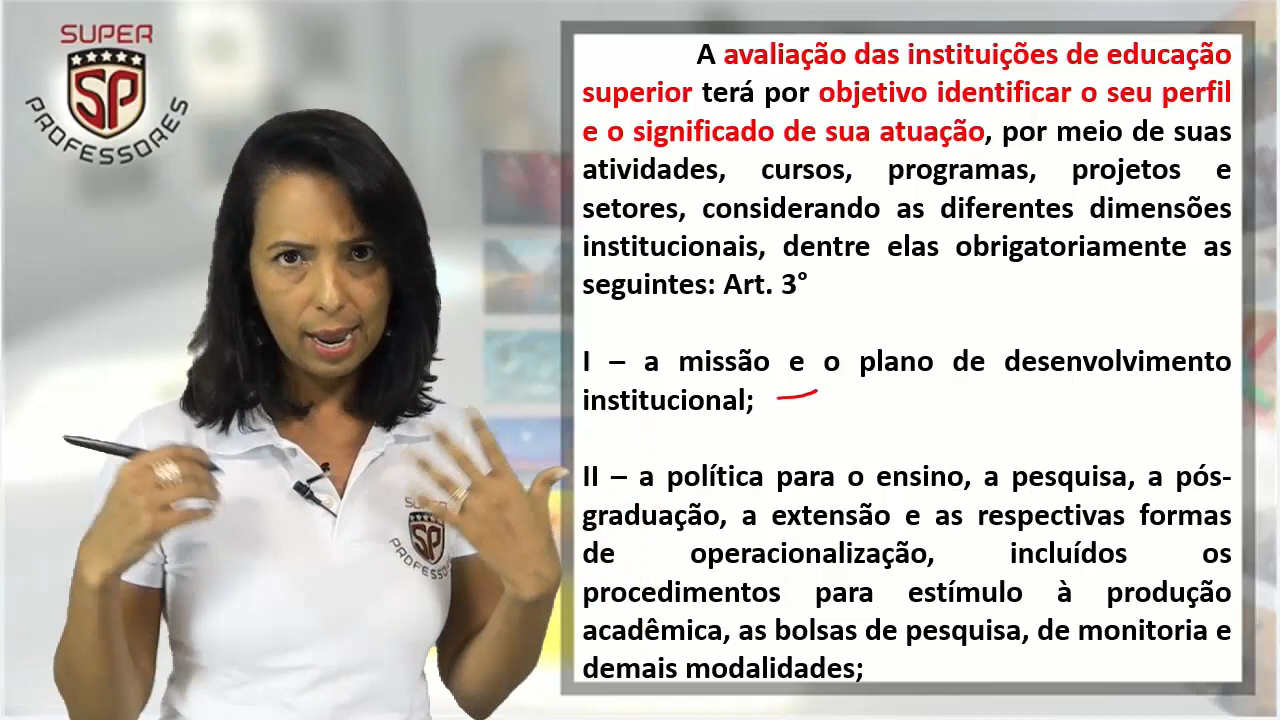 SUPER
SP
PROFESSORES
A avaliação das instituições de educação
superior terá por objetivo identificar o seu perfil
e o significado de sua atuação, por meio de suas
atividades, cursos, programas, projetos e
setores, considerando as diferentes dimensões
institucionais, dentre elas obrigatoriamente as
seguintes: Art. 3°
I – a missão e o plano de desenvolvimento
institucional;
II – a política para o ensino, a pesquisa, a pós-
graduação, a extensão e as respectivas formas
de operacionalização, incluídos os
procedimentos para estímulo à produção
acadêmica, as bolsas de pesquisa, de monitoria e
demais modalidades;
SUPER
SP